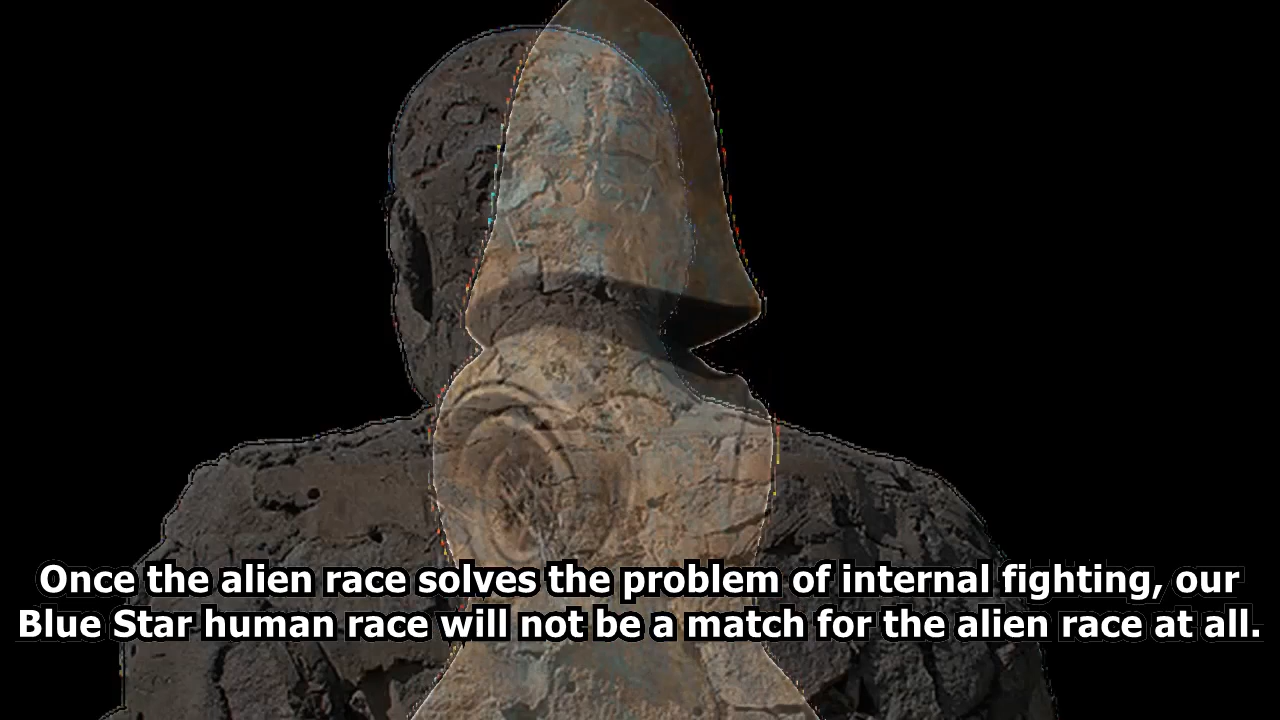 Once the alien race solves the problem of internal fighting, our
Blue Star human race will not be a match for the alien race at all.